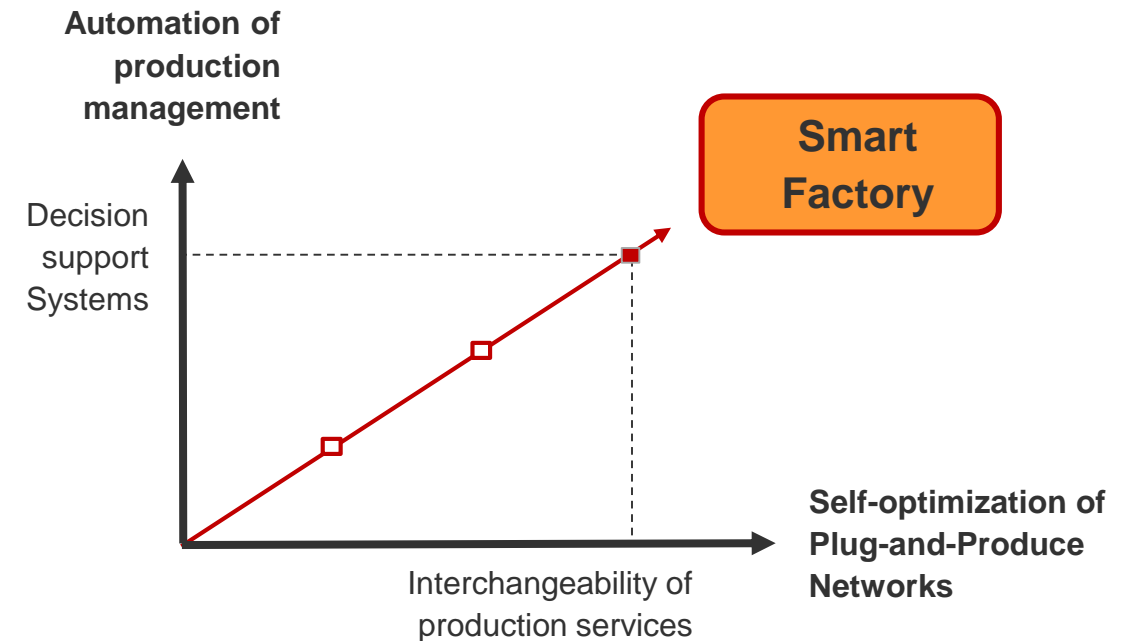 Automation of
production
management
Smart
Factory
Decision
support
Systems
Self-optimization of
Plug-and-Produce
Networks
Interchangeability of
production services